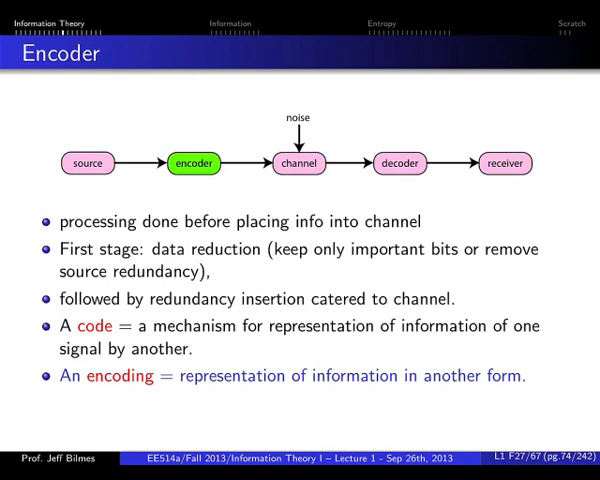 Information Theory Information Entropy Scratch
Encoder
noise
source encoder channel decoder receiver
processing done before placing info into channel
First stage: data reduction (keep only important bits or remove
source redundancy),
followed by redundancy insertion catered to channel.
A code = a mechanism for representation of information of one
signal by another.
An encoding = representation of information in another form.
Prof. Jeff Bilmes EE514a/Fall 2013/Information Theory I – Lecture 1 - Sep 26th, 2013 L1 F27/67 (pg.74/242)